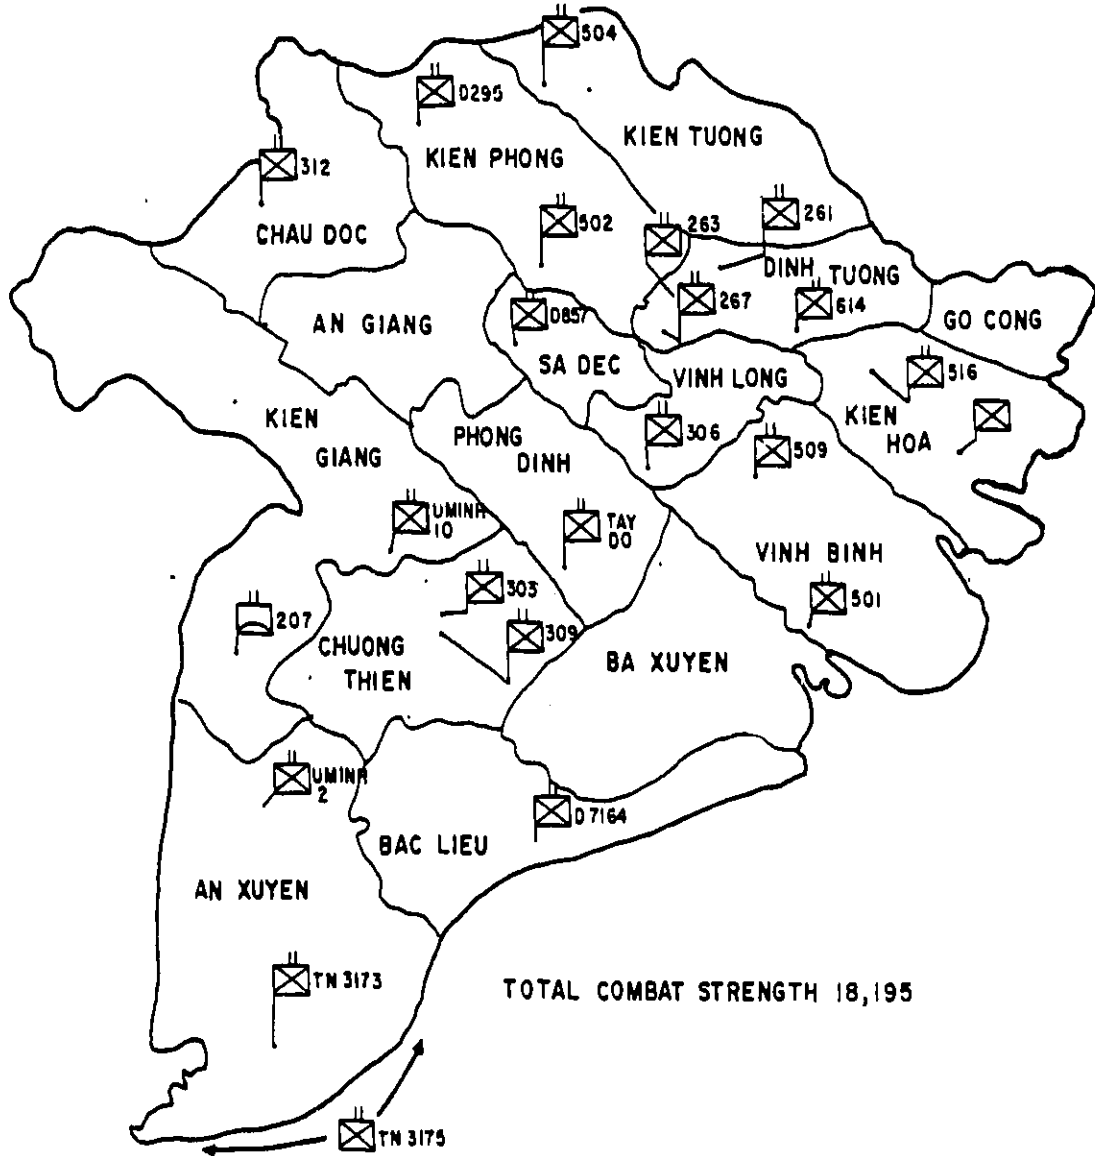 504
D295
KIEN TUONG
KIEN PHONG
312
502
263
261
CHAU DOC
DINH TUONG
267
614
D857
AN GIANG
GO CONG
SA DEC
VINH LONG
516
KIEN
GIANG
PHONG
DINH
306
509
KIEN
HOA
UMINH
10
TAY
DO
VINH BINH
303
501
207
309
CHUONG
THIEN
BA XUYEN
UMINH
2
D7164
BAC LIEU
AN XUYEN
TN 3173
TOTAL COMBAT STRENGTH 18,195
TN 3175